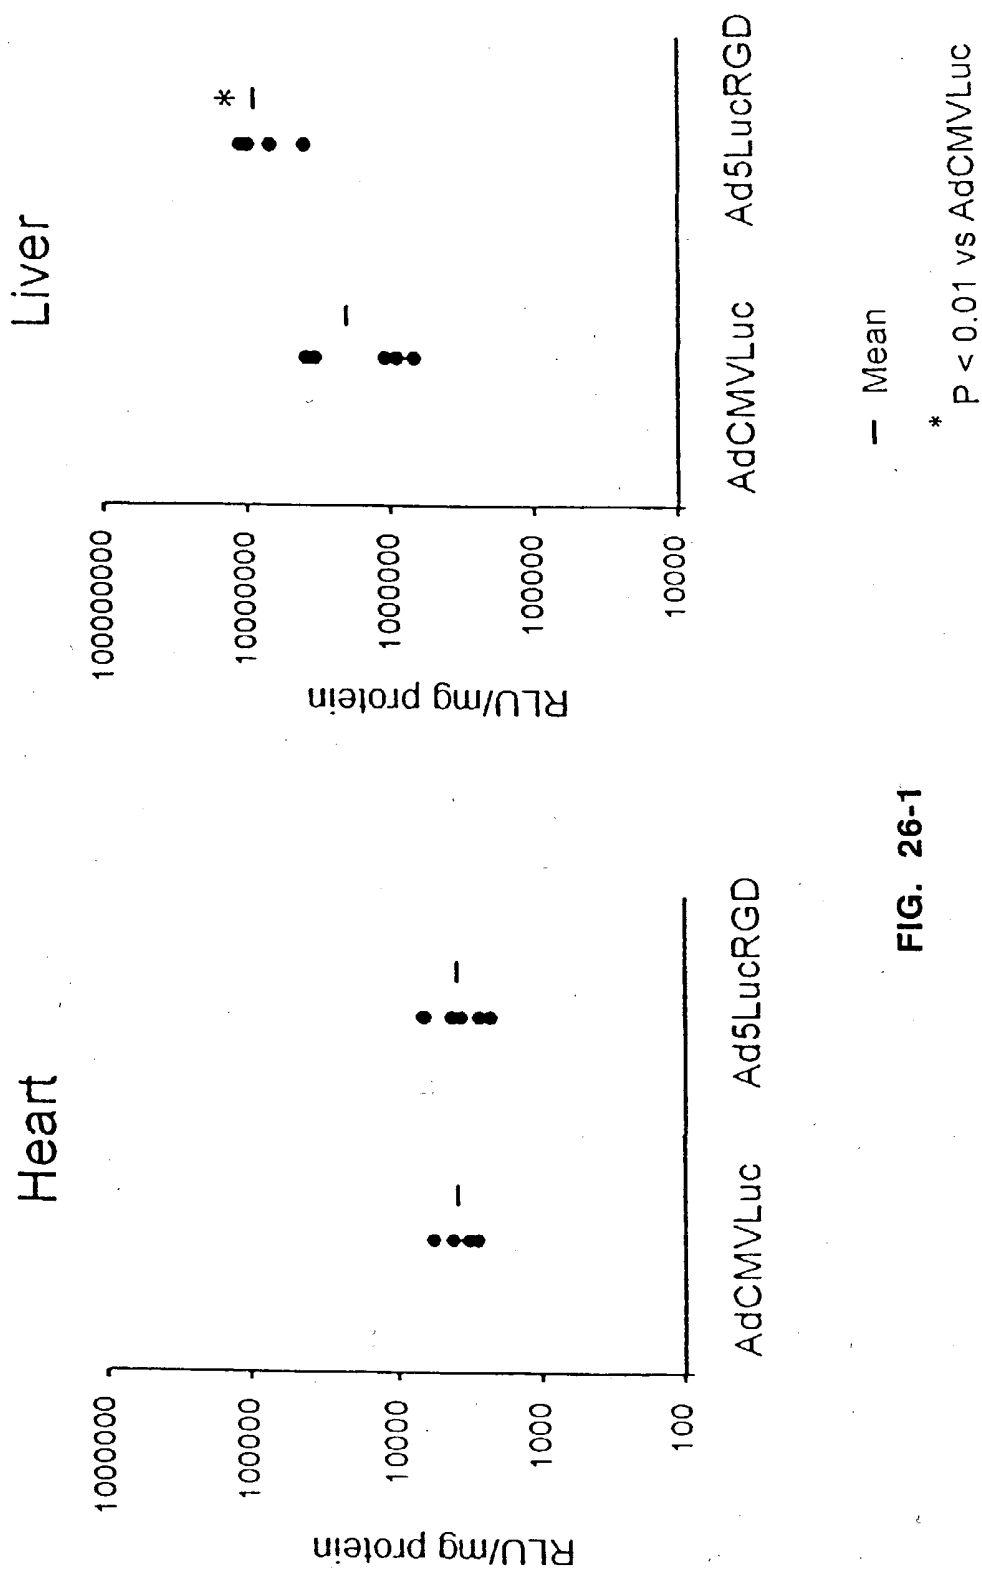 Heart
RLU/mg protein
1000000
100000
10000
1000
100
AdCMVLuc
Ad5LucRGD
Liver
RLU/mg protein
100000000
10000000
1000000
100000
10000
*
AdCMVLuc
Ad5LucRGD
– Mean
* P < 0.01 vs AdCMVLuc
FIG. 26-1